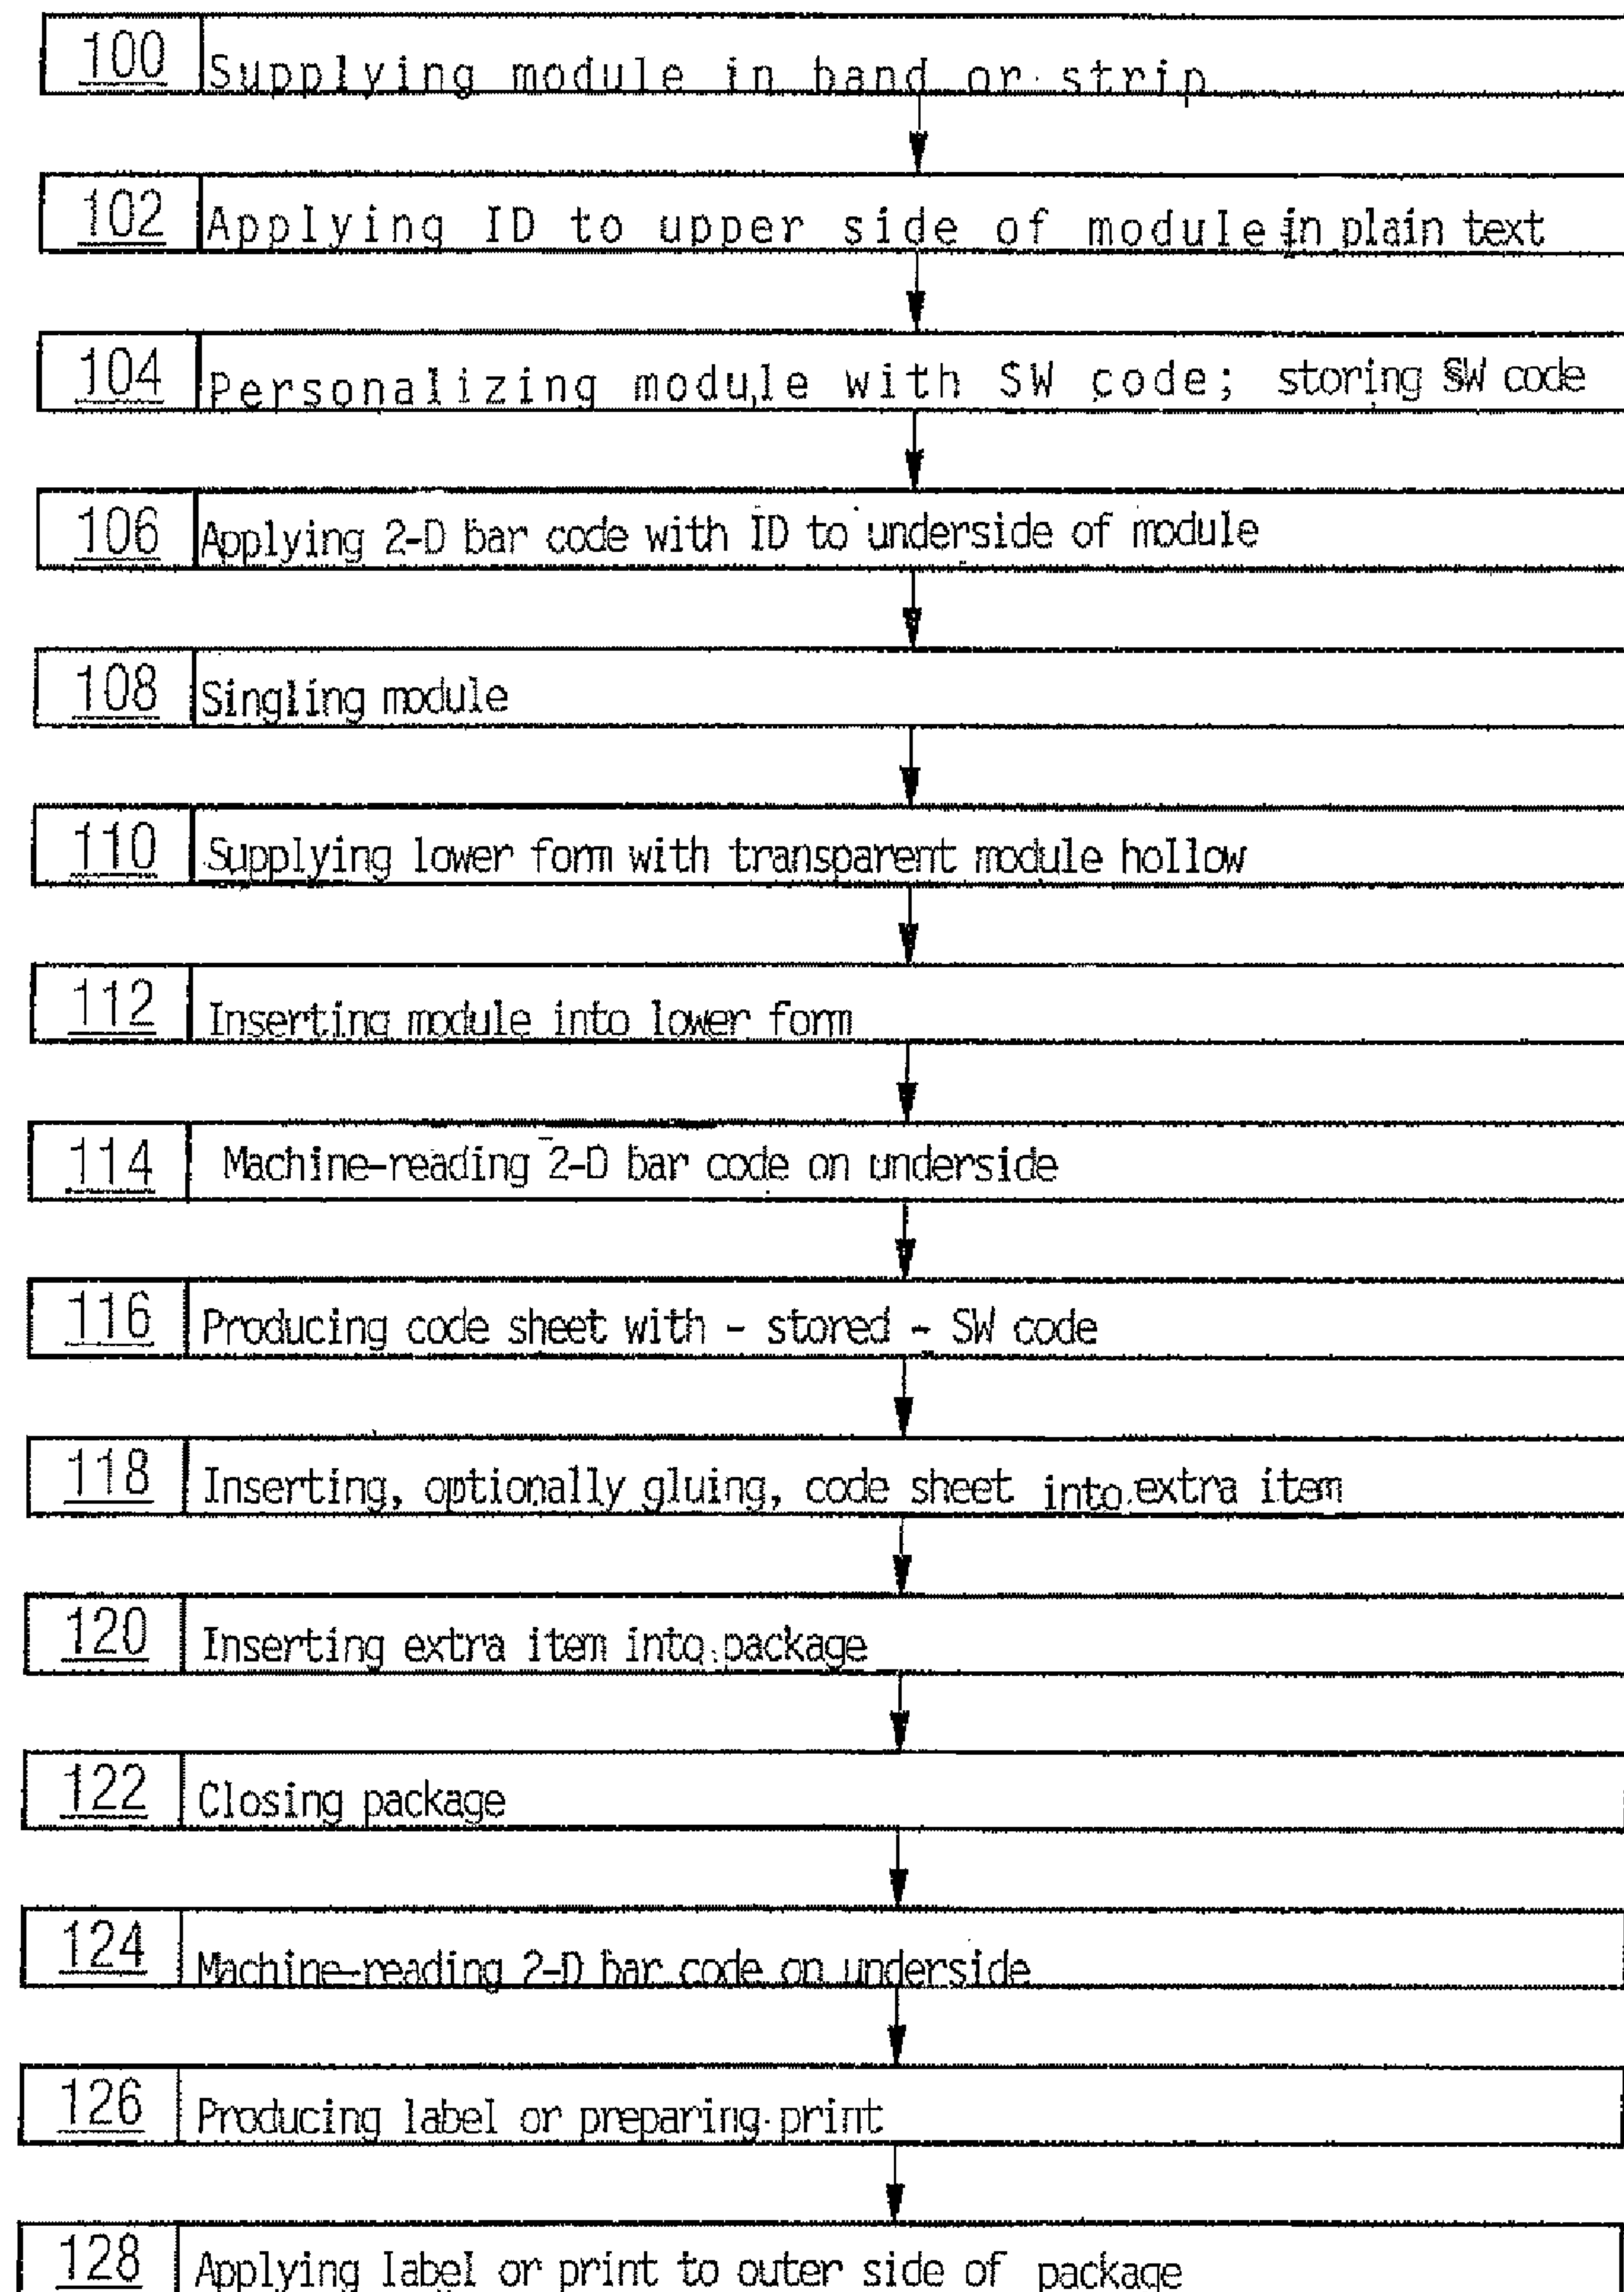 100 Supplying module in band or strip
102 Applying ID to upper side of module in plain text
104 Personalizing module with SW code; storing SW code
106 Applying 2-D bar code with ID to underside of module
108 Singling module
110 Supplying lower form with transparent module hollow
112 Inserting module into lower form
114 Machine-reading 2-D bar code on underside
116 Producing code sheet with - stored - SW code
118 Inserting, optionally gluing, code sheet into extra item
120 Inserting extra item into package
122 Closing package
124 Machine-reading 2-D bar code on underside
126 Producing label or preparing print
128 Applying label or print to outer side of package